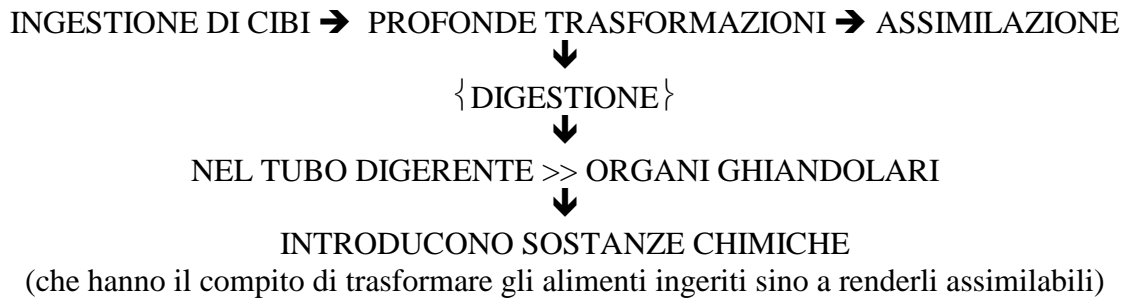 INGESTIONE DI CIBI ➔ PROFONDE TRASFORMAZIONI ➔ ASSIMILAZIONE
🡻
{DIGESTIONE}
🡻
NEL TUBO DIGERENTE >> ORGANI GHIANDOLARI
🡻
INTRODUCONO SOSTANZE CHIMICHE
(che hanno il compito di trasformare gli alimenti ingeriti sino a renderli assimilabili)